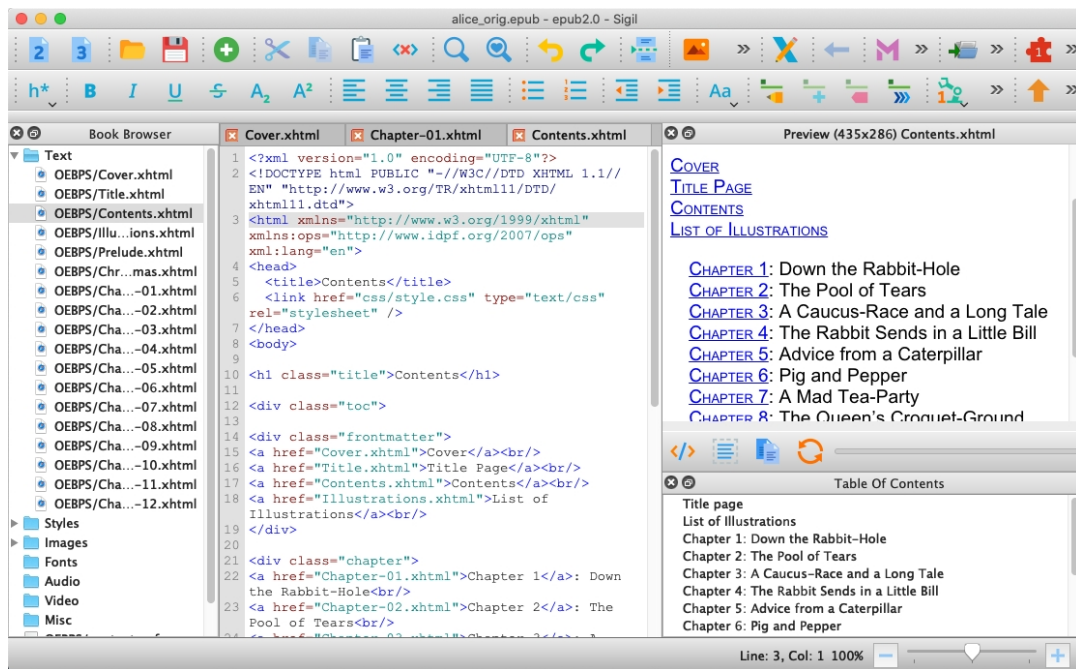 alice_orig.epub - epub2.0 - Sigil
2 3
h* B I U S A2 A2 Aa 1
Book Browser
Text
OEBPS/Cover.xhtml
OEBPS/Title.xhtml
OEBPS/Contents.xhtml
OEBPS/Illu...ions.xhtml
OEBPS/Prelude.xhtml
OEBPS/Chr...mas.xhtml
OEBPS/Cha...-01.xhtml
OEBPS/Cha...-02.xhtml
OEBPS/Cha...-03.xhtml
OEBPS/Cha...-04.xhtml
OEBPS/Cha...-05.xhtml
OEBPS/Cha...-06.xhtml
OEBPS/Cha...-07.xhtml
OEBPS/Cha...-08.xhtml
OEBPS/Cha...-09.xhtml
OEBPS/Cha...-10.xhtml
OEBPS/Cha...-11.xhtml
OEBPS/Cha...-12.xhtml
Styles
Images
Fonts
Audio
Video
Misc
Cover.xhtml Chapter-01.xhtml Contents.xhtml
1 <?xml version="1.0" encoding="UTF-8"?>
2 <!DOCTYPE html PUBLIC "-//W3C//DTD XHTML 1.1//
EN" "http://www.w3.org/TR/xhtml11/DTD/
xhtml11.dtd">
3 <html xmlns="http://www.w3.org/1999/xhtml"
xmlns:ops="http://www.idpf.org/2007/ops"
xml:lang="en">
4 <head>
5 <title>Contents</title>
6 <link href="css/style.css" type="text/css"
rel="stylesheet" />
7 </head>
8 <body>
9
10 <h1 class="title">Contents</h1>
11
12 <div class="toc">
13
14 <div class="frontmatter">
15 <a href="Cover.xhtml">Cover</a><br/>
16 <a href="Title.xhtml">Title Page</a><br/>
17 <a href="Contents.xhtml">Contents</a><br/>
18 <a href="Illustrations.xhtml">List of
Illustrations</a><br/>
19 </div>
20
21 <div class="chapter">
22 <a href="Chapter-01.xhtml">Chapter 1</a>: Down
the Rabbit-Hole<br/>
23 <a href="Chapter-02.xhtml">Chapter 2</a>: The
Pool of Tears<br/>
Preview (435x286) Contents.xhtml
Cover
Title Page
Contents
List of Illustrations
Chapter 1: Down the Rabbit-Hole
Chapter 2: The Pool of Tears
Chapter 3: A Caucus-Race and a Long Tale
Chapter 4: The Rabbit Sends in a Little Bill
Chapter 5: Advice from a Caterpillar
Chapter 6: Pig and Pepper
Chapter 7: A Mad Tea-Party
Chapter 8: The Queen's Croquet-Ground
Table Of Contents
Title page
List of Illustrations
Chapter 1: Down the Rabbit-Hole
Chapter 2: The Pool of Tears
Chapter 3: A Caucus-Race and a Long Tale
Chapter 4: The Rabbit Sends in a Little Bill
Chapter 5: Advice from a Caterpillar
Chapter 6: Pig and Pepper
Line: 3, Col: 1 100%